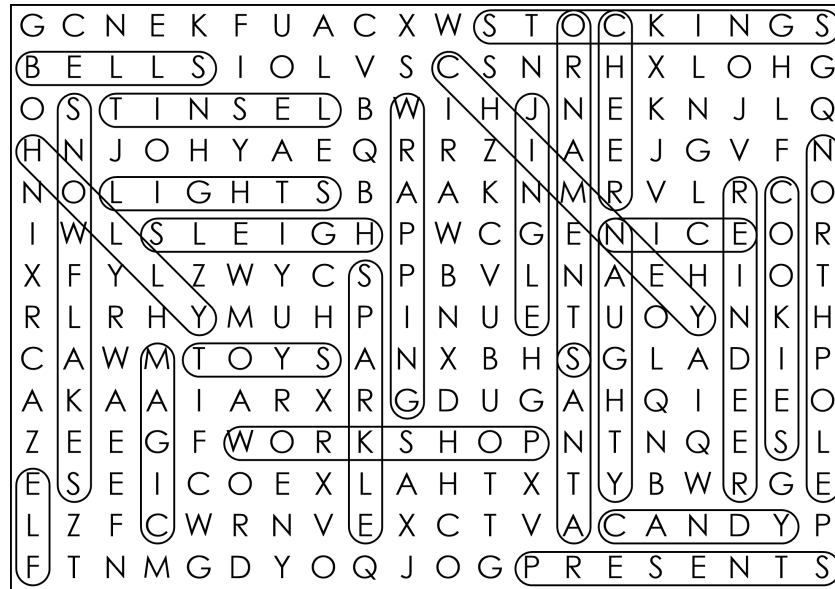 G C N E K F U A C X W S T O C K I N G S
B E L L S I O L V S C S N R H X L O H G
O S T I N S E L B W I H J N E K N J L Q
H N J O H Y A E Q R R Z I A E J G V F N
N O L I G H T S B A A K N M R V L R C O
I W L S L E I G H P W C G E N I C E O R
X F Y L Z W Y C S P B V L N A E H I O T
R L R H Y M U H P I N U E T U O Y N K H
C A W M T O Y S A N X B H S G L A D I P
A K A A I A R X R G D U G A H Q I E E O
Z E E G F W O R K S H O P N T N Q E S L
E S E I C O E X L A H T X T Y B W R G E
L Z F C W R N V E X C T V A C A N D Y P
F T N M G D Y O Q J O G P R E S E N T S